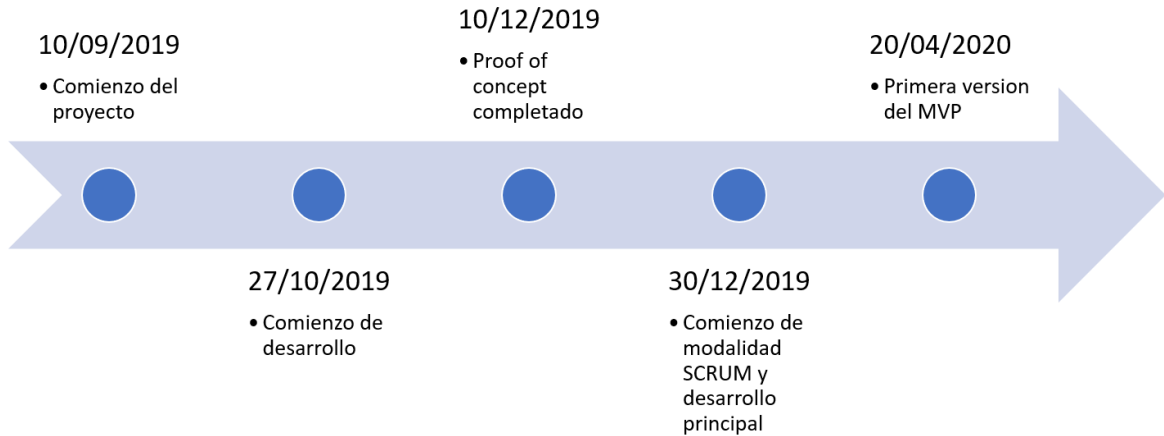 10/09/2019
• Comienzo del
proyecto
27/10/2019
• Comienzo de
desarrollo
10/12/2019
• Proof of
concept
completado
30/12/2019
• Comienzo de
modalidad
SCRUM y
desarrollo
principal
20/04/2020
• Primera version
del MVP